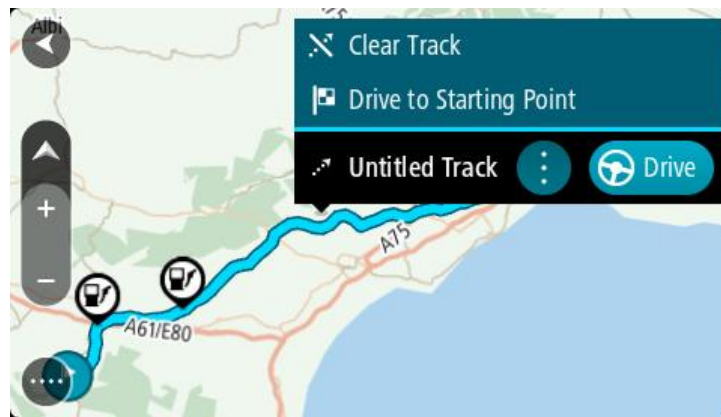 Albi
Clear Track
Drive to Starting Point
Untitled Track
Drive
A75
A61/E80